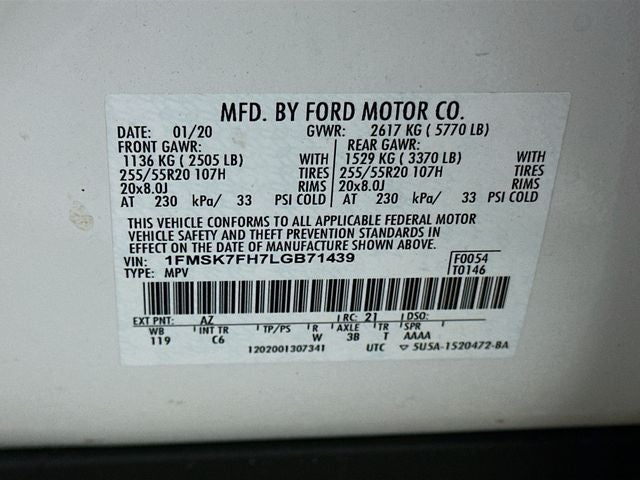 MFD. BY FORD MOTOR CO.
DATE: 01/20 GVWR: 2617 KG ( 5770 LB)
FRONT GAWR: REAR GAWR:
1136 KG ( 2505 LB) WITH 1529 KG ( 3370 LB) WITH
255/55R20 107H TIRES 255/55R20 107H TIRES
20x8.0J RIMS 20x8.0J RIMS
AT 230 kPa/ 33 PSI COLD AT 230 kPa/ 33 PSI COLD
THIS VEHICLE CONFORMS TO ALL APPLICABLE FEDERAL MOTOR
VEHICLE SAFETY AND THEFT PREVENTION STANDARDS IN
EFFECT ON THE DATE OF MANUFACTURE SHOWN ABOVE.
VIN: 1FMSK7FH7LGB71439 F0054
TYPE: MPV T0146
EXT PNT: AZ RC: 21 DSO:
WB INT TR TP/PS R AXLE TR SPR
119 C6 W 3B T AAAA
1202001307341 UTC ▽ 5USA-1520472-BA